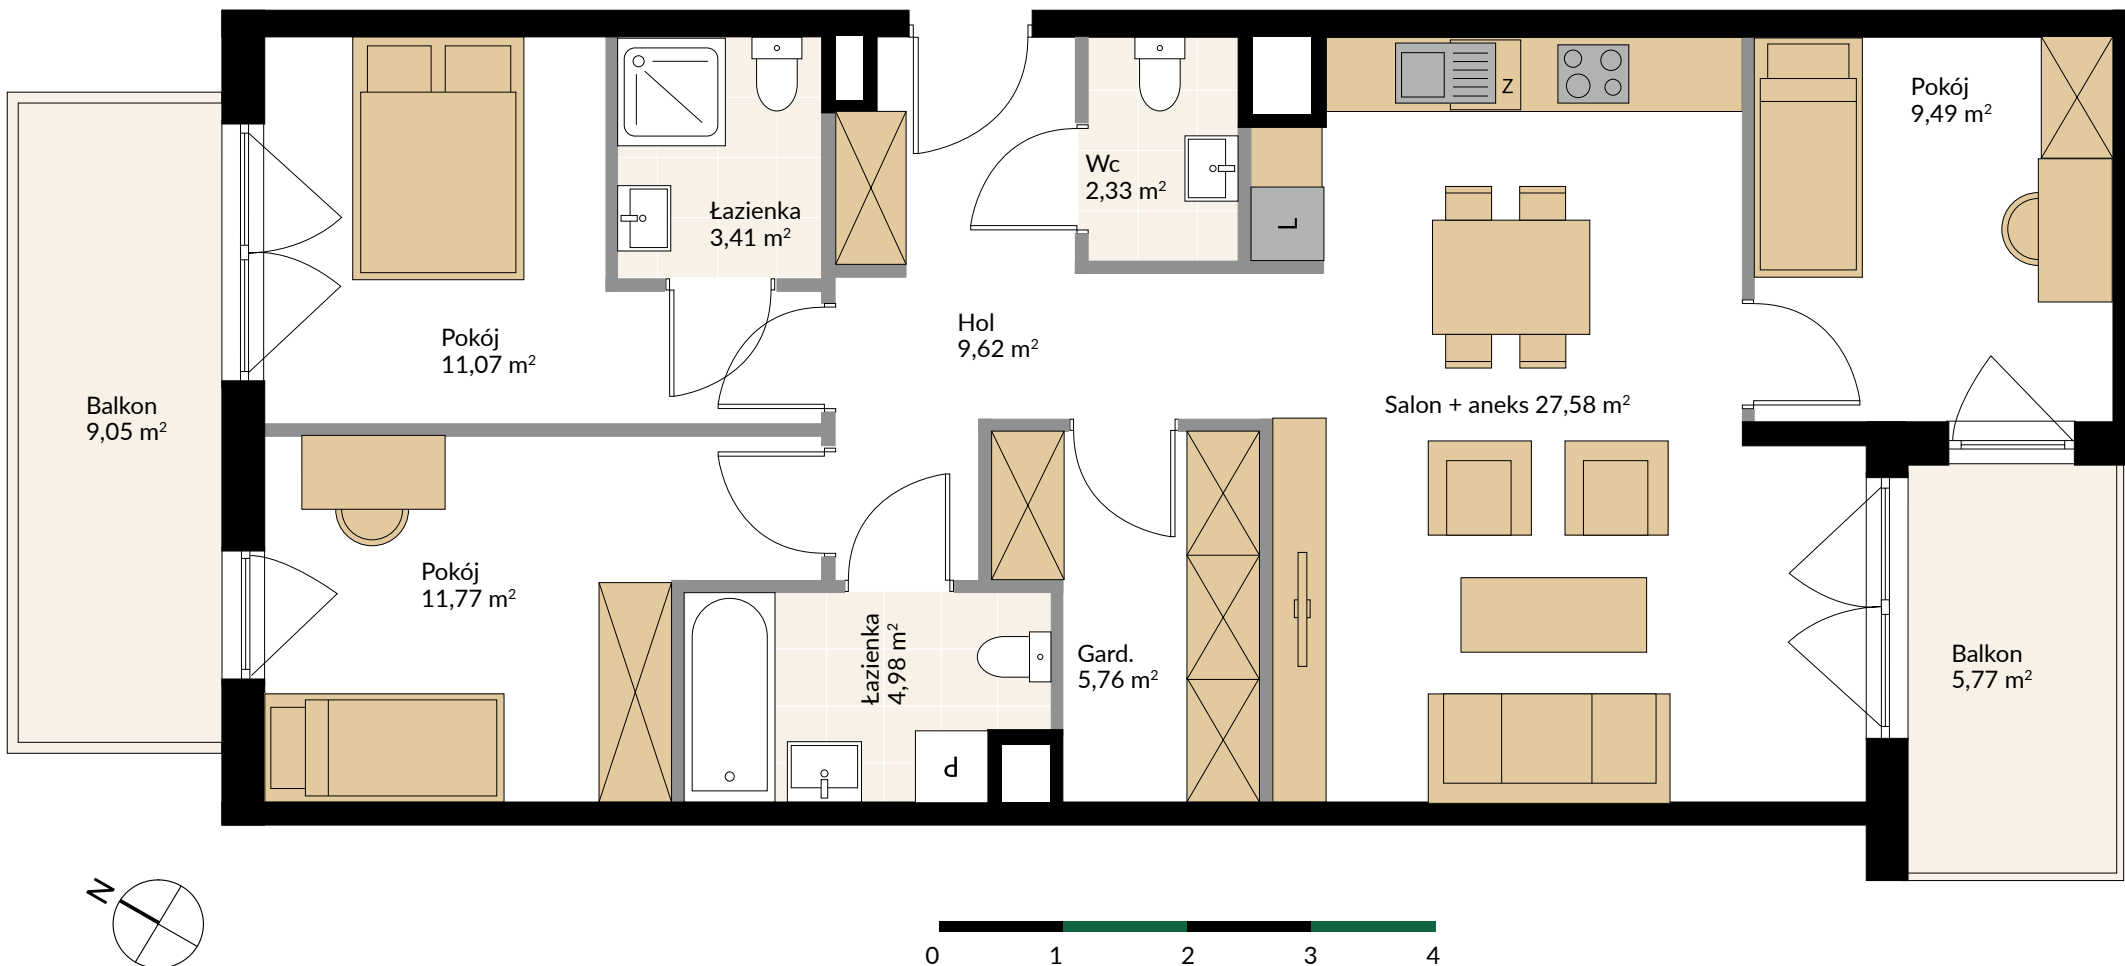 Z
Pokój
9,49 m²
Wc
2,33 m²
Łazienka
3,41 m²
L
Hol
9,62 m²
Pokój
11,07 m²
Balkon
9,05 m²
Salon + aneks 27,58 m²
Pokój
11,77 m²
Łazienka
4,98 m²
Gard.
5,76 m²
Balkon
5,77 m²
P
N
0 1 2 3 4